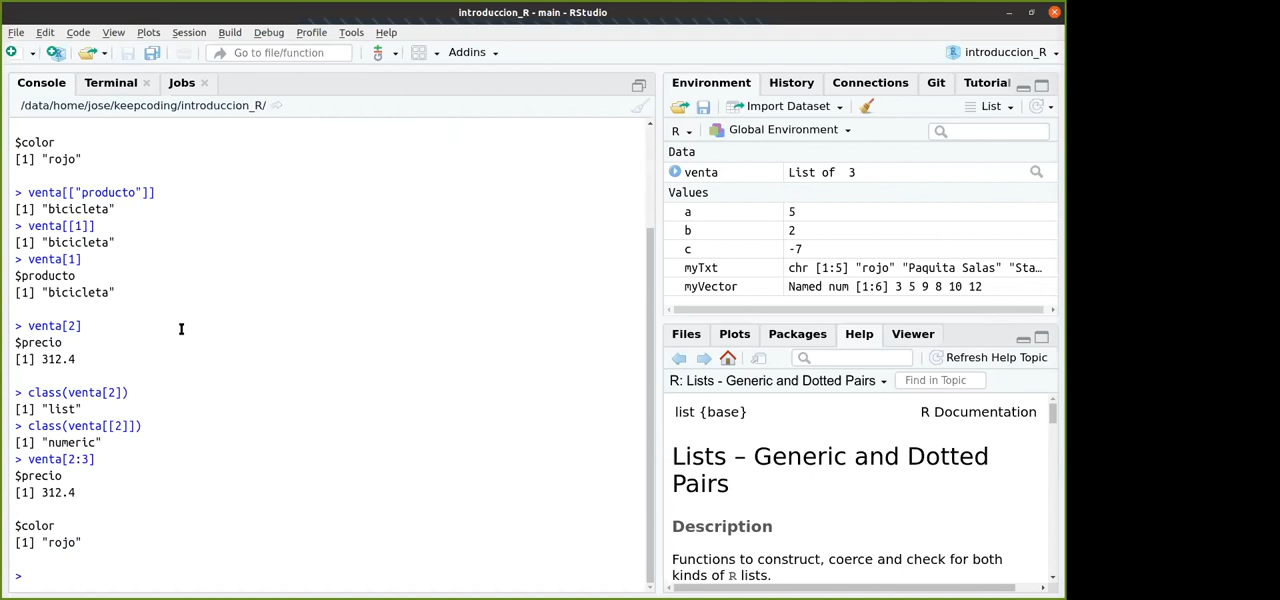 introduccion_R - main - RStudio
File Edit Code View Plots Session Build Debug Profile Tools Help
Go to file/function Addins introduccion_R
Console Terminal Jobs
/data/home/jose/keepcoding/introduccion_R/
$color
[1] "rojo"
> venta[["producto"]]
[1] "bicicleta"
> venta[[1]]
[1] "bicicleta"
> venta[1]
$producto
[1] "bicicleta"
> venta[2]
$precio
[1] 312.4
> class(venta[2])
[1] "list"
> class(venta[[2]])
[1] "numeric"
> venta[2:3]
$precio
[1] 312.4
$color
[1] "rojo"
>
Environment History Connections Git Tutorial
Import Dataset List
R Global Environment
Data
venta List of 3
Values
a 5
b 2
c -7
myTxt chr [1:5] "rojo" "Paquita Salas" "Sta…
myVector Named num [1:6] 3 5 9 8 10 12
Files Plots Packages Help Viewer
Refresh Help Topic
R: Lists - Generic and Dotted Pairs Find in Topic
list {base} R Documentation
Lists – Generic and Dotted
Pairs
Description
Functions to construct, coerce and check for both
kinds of R lists.